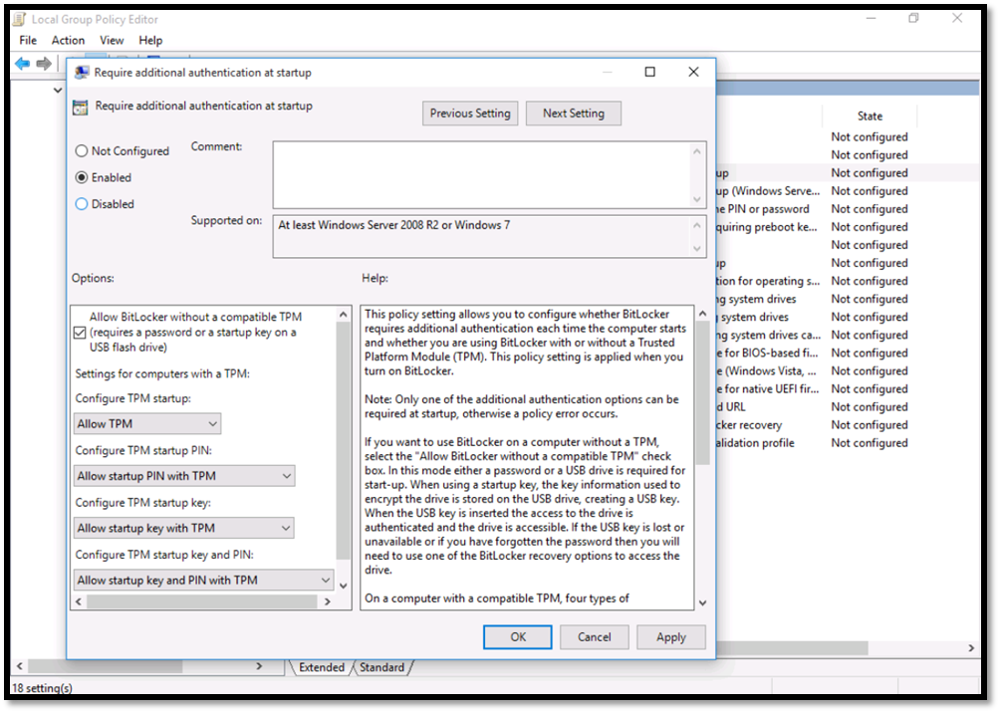 Local Group Policy Editor
File Action View Help
Require additional authentication at startup
Require additional authentication at startup
Previous Setting Next Setting
Not Configured
Enabled
Disabled
Comment:
Supported on:
At least Windows Server 2008 R2 or Windows 7
Options:
Help:
Allow BitLocker without a compatible TPM
(requires a password or a startup key on a
USB flash drive)
Settings for computers with a TPM:
Configure TPM startup:
Allow TPM
Configure TPM startup PIN:
Allow startup PIN with TPM
Configure TPM startup key:
Allow startup key with TPM
Configure TPM startup key and PIN:
Allow startup key and PIN with TPM
This policy setting allows you to configure whether BitLocker
requires additional authentication each time the computer starts
and whether you are using BitLocker with or without a Trusted
Platform Module (TPM). This policy setting is applied when you
turn on BitLocker.
Note: Only one of the additional authentication options can be
required at startup, otherwise a policy error occurs.
If you want to use BitLocker on a computer without a TPM,
select the "Allow BitLocker without a compatible TPM" check
box. In this mode either a password or a USB drive is required for
start-up. When using a startup key, the key information used to
encrypt the drive is stored on the USB drive, creating a USB key.
When the USB key is inserted the access to the drive is
authenticated and the drive is accessible. If the USB key is lost or
unavailable or if you have forgotten the password then you will
need to use one of the BitLocker recovery options to access the
drive.
On a computer with a compatible TPM, four types of
OK Cancel Apply
State
Not configured
Not configured
up Not configured
up (Windows Serve... Not configured
he PIN or password Not configured
quiring preboot ke... Not configured
Not configured
up Not configured
tion for operating s... Not configured
ng system drives Not configured
g system drives Not configured
ng system drives ca... Not configured
e for BIOS-based fi... Not configured
e (Windows Vista, ... Not configured
e for native UEFI fir... Not configured
d URL Not configured
cker recovery Not configured
alidation profile Not configured
Extended Standard
18 setting(s)